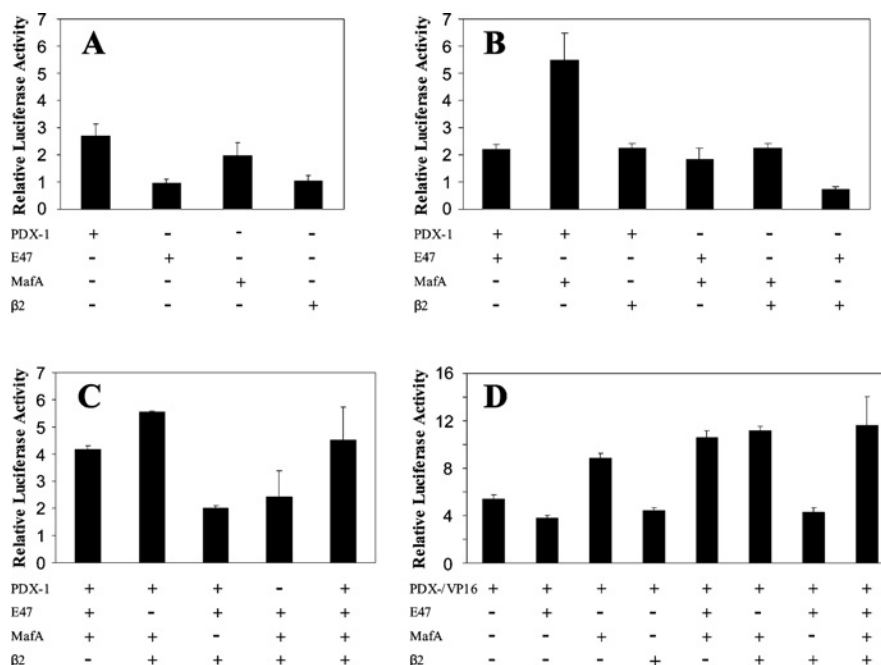 A
Relative Luciferase Activity
7
6
5
4
3
2
1
0
PDX-1 + - - -
E47 - + - -
MafA - - + -
β2 - - - +
B
Relative Luciferase Activity
7
6
5
4
3
2
1
0
PDX-1 + + + - - -
E47 + - - + - +
MafA - + - + + -
β2 - - + - + +
C
Relative Luciferase Activity
7
6
5
4
3
2
1
0
PDX-1 + + + - +
E47 + - + + +
MafA + + - + +
β2 - + + + +
D
Relative Luciferase Activity
16
12
8
4
0
PDX-/VP16 + + + + + + + +
E47 - + - - + - + +
MafA - - + - + + - +
β2 - - - + - + + +